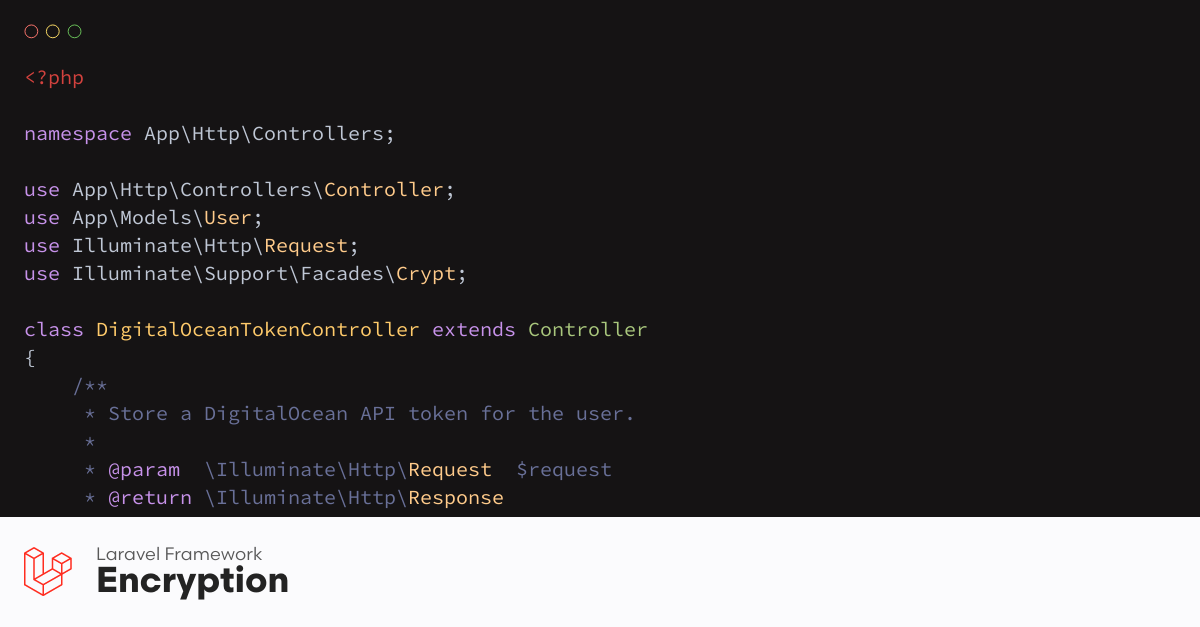 <?php
namespace App\Http\Controllers;
use App\Http\Controllers\Controller;
use App\Models\User;
use Illuminate\Http\Request;
use Illuminate\Support\Facades\Crypt;
class DigitalOceanTokenController extends Controller
{
    /**
     * Store a DigitalOcean API token for the user.
     *
     * @param  \Illuminate\Http\Request  $request
     * @return \Illuminate\Http\Response
Laravel Framework
Encryption